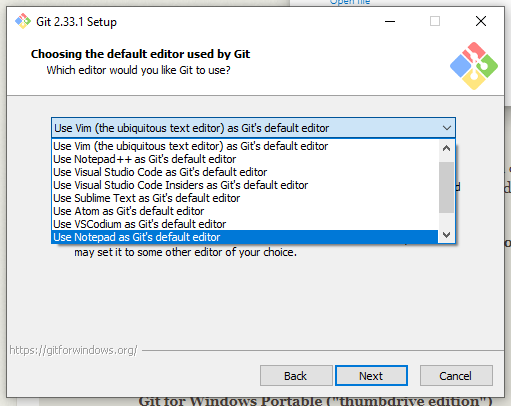 Open file
Git 2.33.1 Setup
Choosing the default editor used by Git
Which editor would you like Git to use?
Use Vim (the ubiquitous text editor) as Git's default editor
Use Vim (the ubiquitous text editor) as Git's default editor
Use Notepad++ as Git's default editor
Use Visual Studio Code as Git's default editor
Use Visual Studio Code Insiders as Git's default editor
Use Sublime Text as Git's default editor
Use Atom as Git's default editor
Use VSCodium as Git's default editor
Use Notepad as Git's default editor
may set it to some other editor of your choice.
https://gitforwindows.org/
Back
Next
Cancel
Git for Windows Portable ("thumbdrive edition")